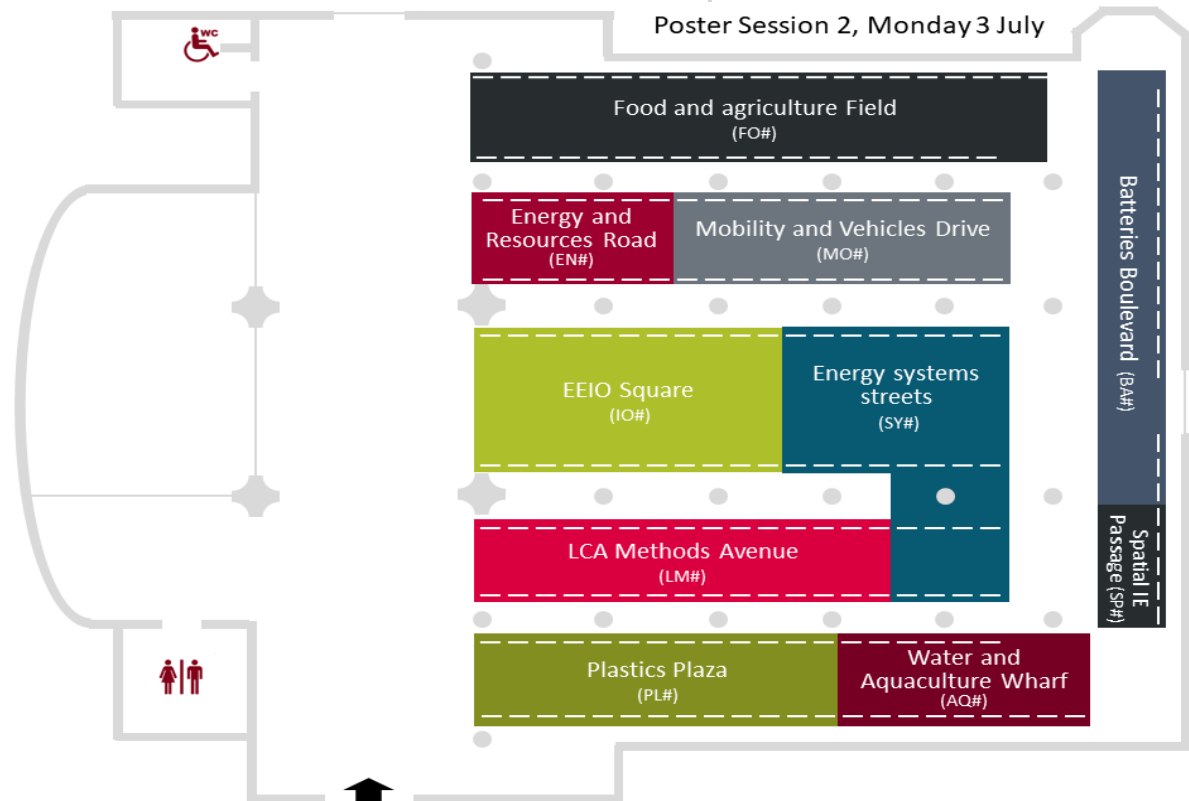 Poster Session 2, Monday 3 July
WC
Food and agriculture Field
(FO#)
Energy and
Resources Road
(EN#)
Mobility and Vehicles Drive
(MO#)
Batteries Boulevard (BA#)
EEIO Square
(IO#)
Energy systems
streets
(SY#)
LCA Methods Avenue
(LM#)
Spatial IE
Passage (SP#)
Plastics Plaza
(PL#)
Water and
Aquaculture Wharf
(AQ#)